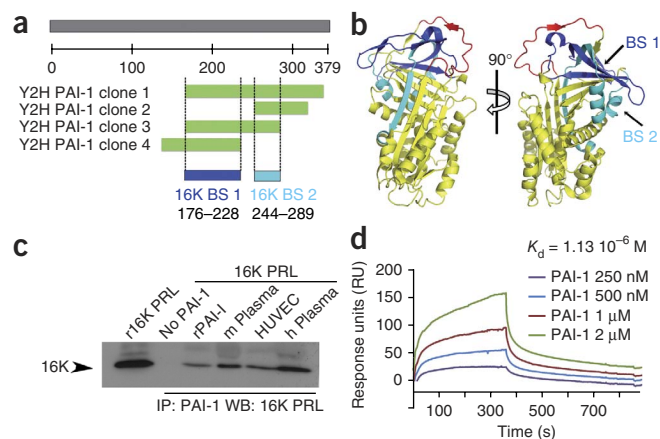 a
0 100 200 300 379
Y2H PAI-1 clone 1
Y2H PAI-1 clone 2
Y2H PAI-1 clone 3
Y2H PAI-1 clone 4
16K BS 1 16K BS 2
176–228 244–289
b
90°
BS 1
BS 2
c
16K PRL
r16K PRL
No PAI-1
rPAI-I
m Plasma
HUVEC
h Plasma
16K
IP: PAI-1 WB: 16K PRL
d
Kd = 1.13 10–6 M
PAI-1 250 nM
PAI-1 500 nM
PAI-1 1 μM
PAI-1 2 μM
Response units (RU)
200
150
100
50
0
100 300 500 700
Time (s)